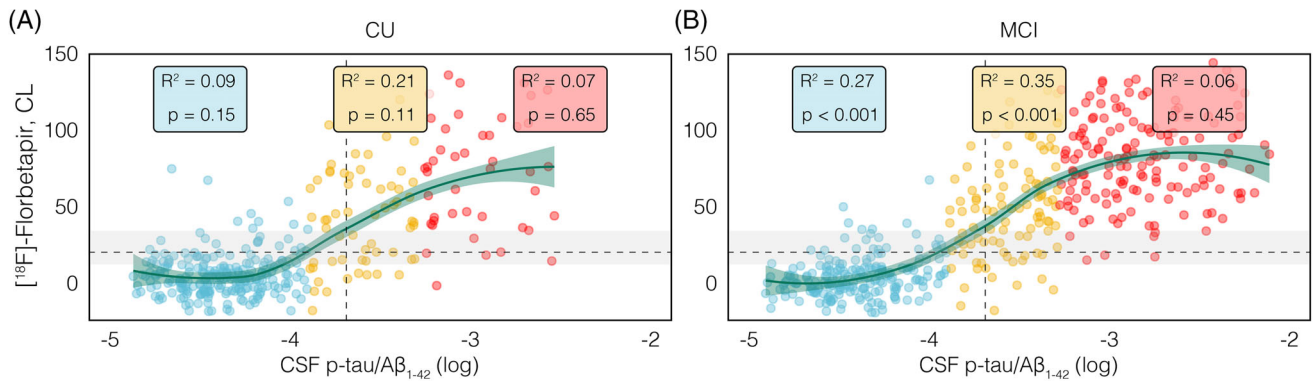 (A)
CU
[¹⁸F]-Florbetapir, CL
150
100
50
0
R² = 0.09
p = 0.15
R² = 0.21
p = 0.11
R² = 0.07
p = 0.65
-5
-4
-3
-2
CSF p-tau/Aβ₁₋₄₂ (log)
(B)
MCI
150
100
50
0
R² = 0.27
p < 0.001
R² = 0.35
p < 0.001
R² = 0.06
p = 0.45
-5
-4
-3
-2
CSF p-tau/Aβ₁₋₄₂ (log)